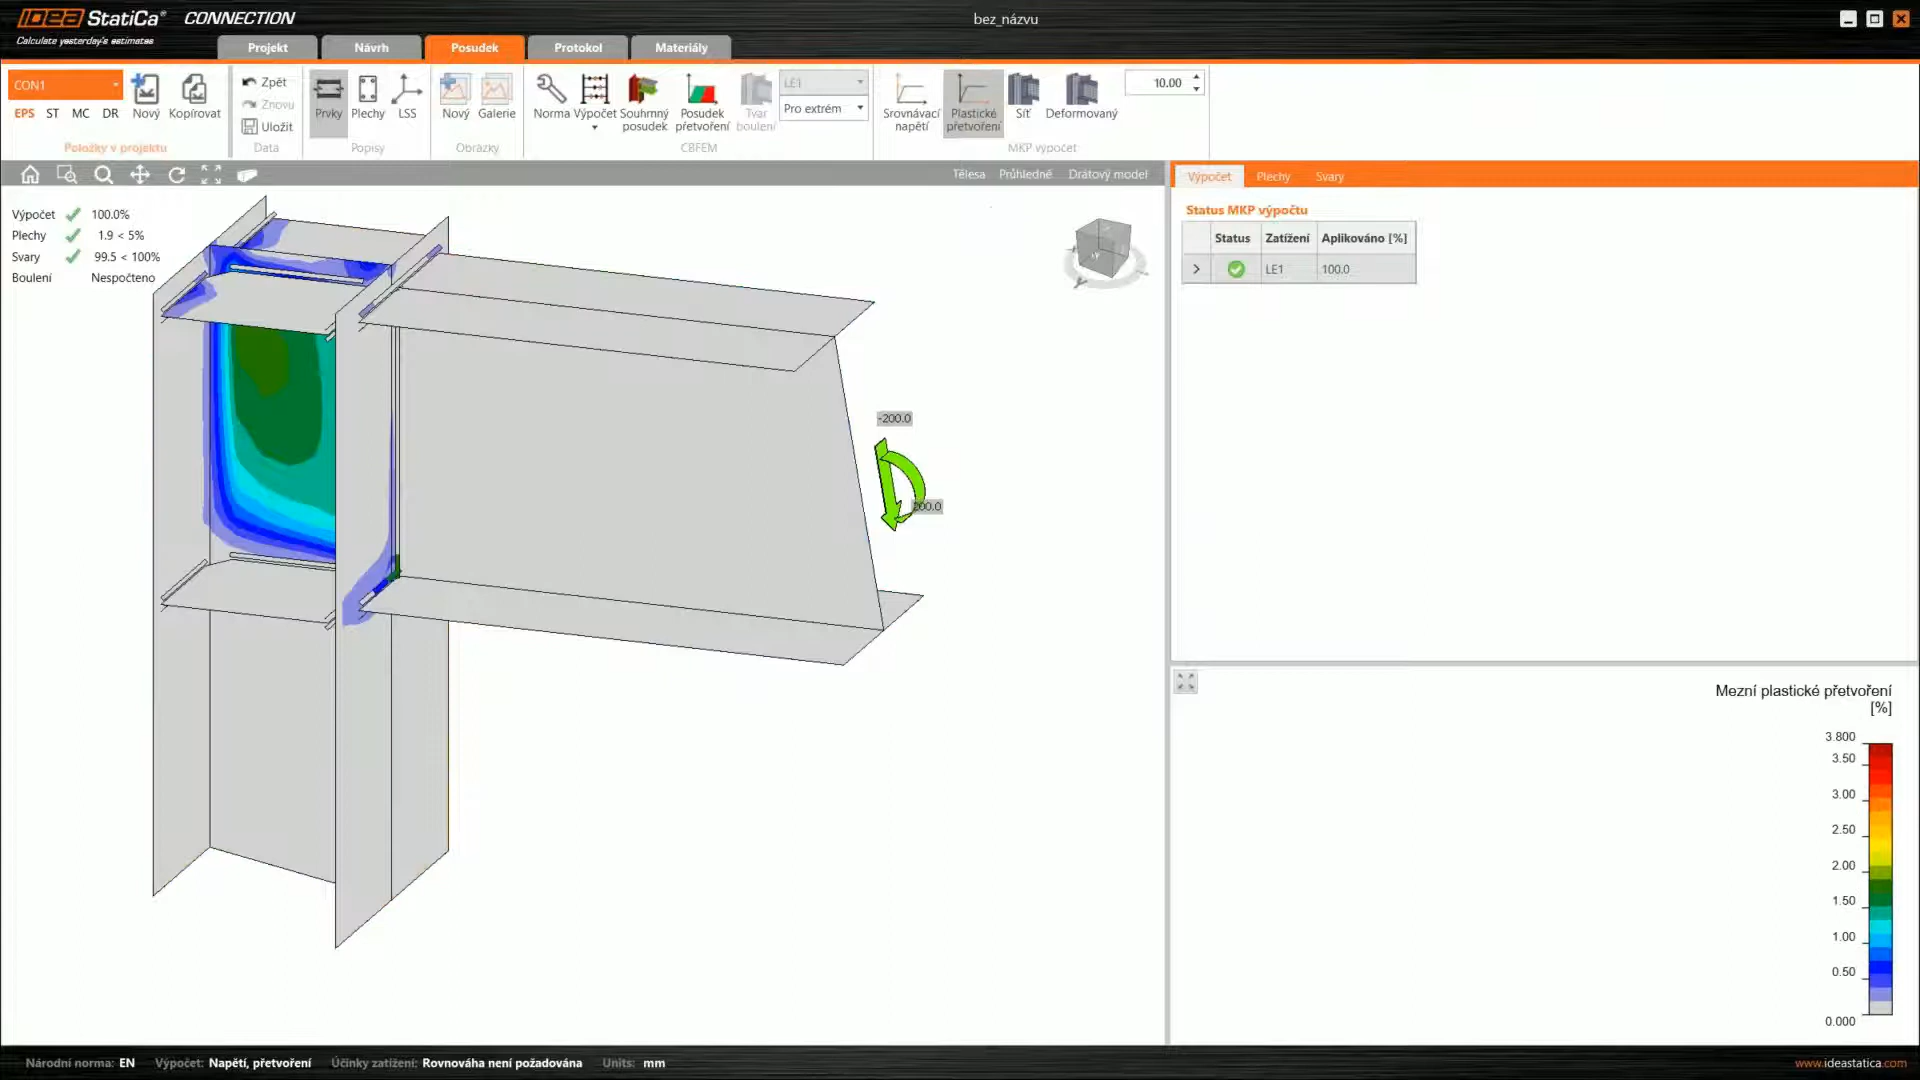 IDEA StatiCa® CONNECTION
Calculate yesterday's estimates
bez_názvu
Projekt Návrh Posudek Protokol Materiály
CON1
EPS ST MC DR Nový Kopírovat
Položky v projektu
Zpět
Znovu
Uložit
Data
Prvky Plechy LSS
Popisy
Nový Galerie
Obrázky
Norma Výpočet Souhrnný posudek Posudek přetvoření Tvar boulení
LE1
Pro extrém
CBFEM
Srovnávací napětí Plastické přetvoření Síť Deformovaný
10.00
MKP výpočet
Tělesa Průhledné Drátový model
Výpočet 100.0%
Plechy 1.9 < 5%
Svary 99.5 < 100%
Boulení Nespočteno
-200.0
200.0
Výpočet Plechy Svary
Status MKP výpočtu
Status Zatížení Aplikováno [%]
LE1 100.0
Mezní plastické přetvoření
[%]
3.800
3.50
3.00
2.50
2.00
1.50
1.00
0.50
0.000
Národní norma: EN Výpočet: Napětí, přetvoření Účinky zatížení: Rovnováha není požadována Units: mm
www.ideastatica.com